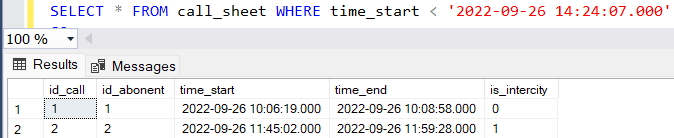 SELECT * FROM call_sheet WHERE time_start < '2022-09-26 14:24:07.000'
100 %
Results Messages
id_call id_abonent time_start time_end is_intercity
1 1 1 2022-09-26 10:06:19.000 2022-09-26 10:08:58.000 0
2 2 2 2022-09-26 11:45:02.000 2022-09-26 11:59:28.000 1